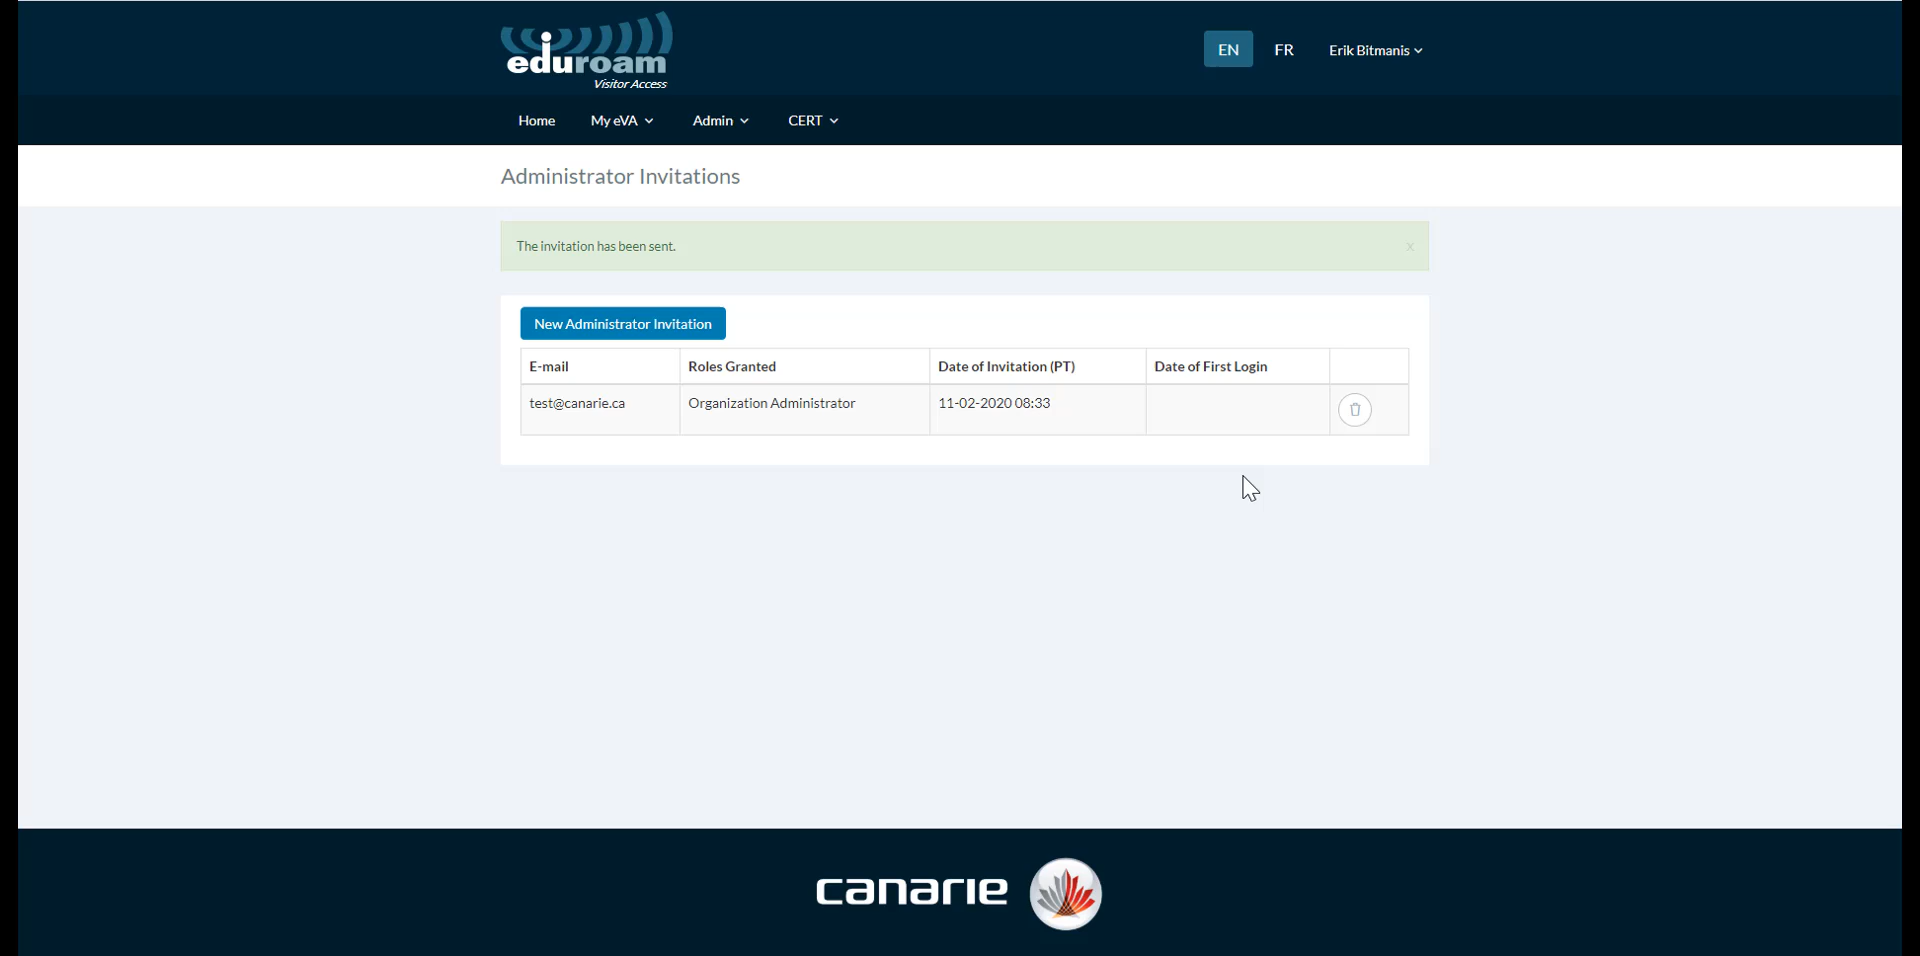 eduroam
Visitor Access
EN FR Erik Bitmanis
Home My eVA Admin CERT
Administrator Invitations
The invitation has been sent. x
New Administrator Invitation
E-mail Roles Granted Date of Invitation (PT) Date of First Login
test@canarie.ca Organization Administrator 11-02-2020 08:33
canarie